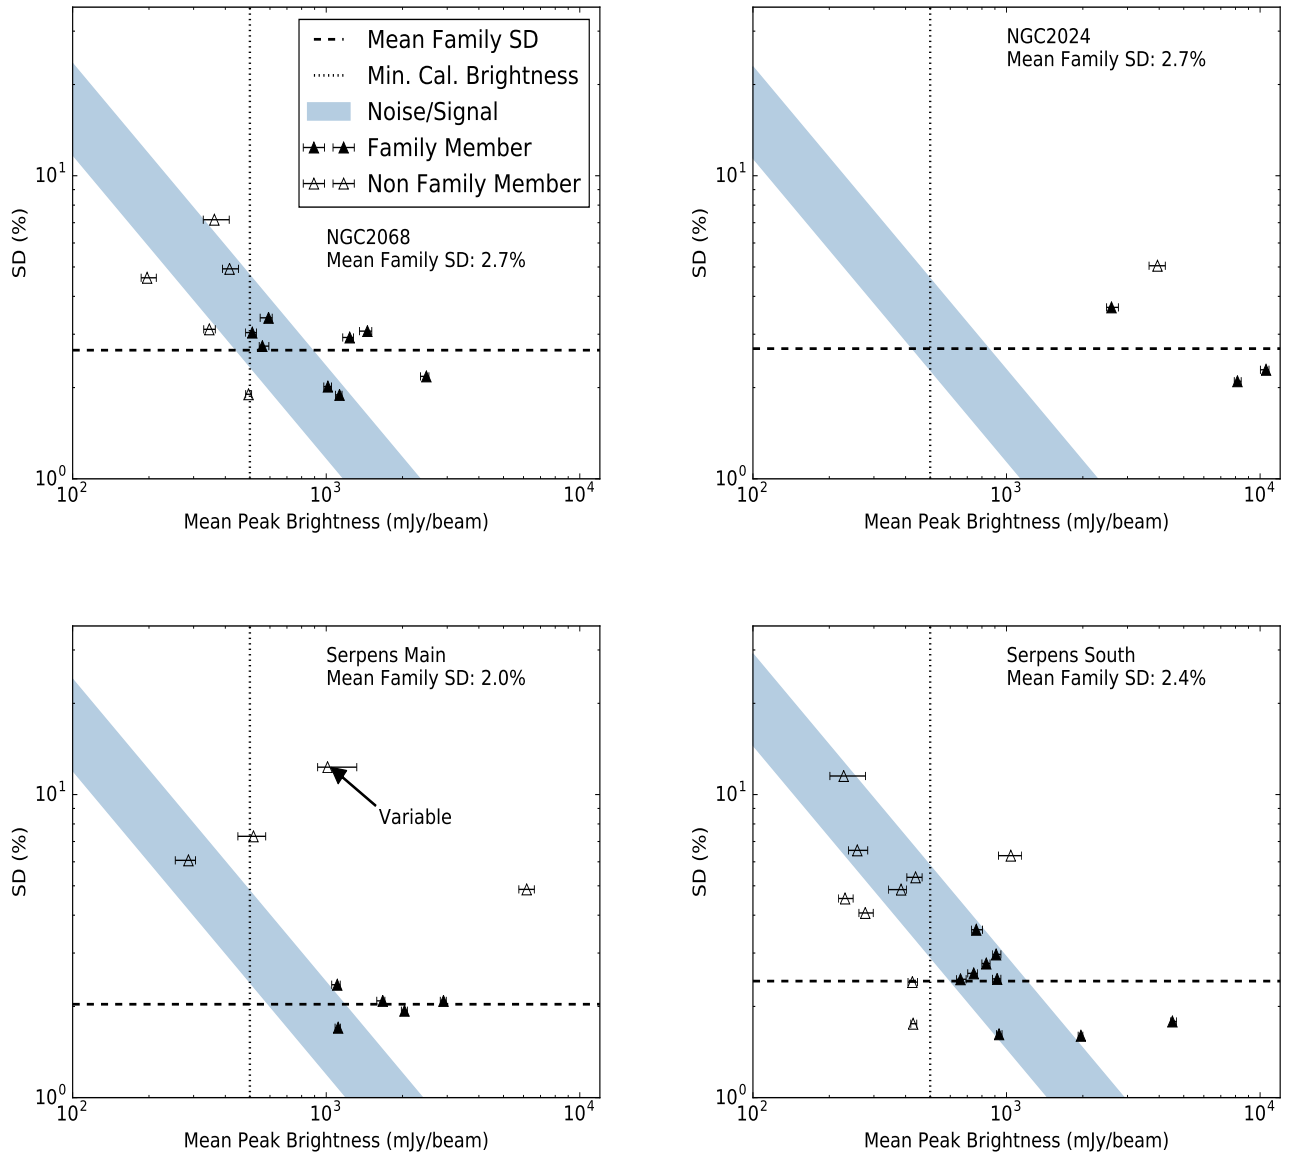 Mean Family SD
Min. Cal. Brightness
Noise/Signal
Family Member
Non Family Member
NGC2068
Mean Family SD: 2.7%
10^1
10^0
SD (%)
10^2
10^3
10^4
Mean Peak Brightness (mJy/beam)
NGC2024
Mean Family SD: 2.7%
10^1
10^0
SD (%)
10^2
10^3
10^4
Mean Peak Brightness (mJy/beam)
Serpens Main
Mean Family SD: 2.0%
Variable
10^1
10^0
SD (%)
10^2
10^3
10^4
Mean Peak Brightness (mJy/beam)
Serpens South
Mean Family SD: 2.4%
10^1
10^0
SD (%)
10^2
10^3
10^4
Mean Peak Brightness (mJy/beam)